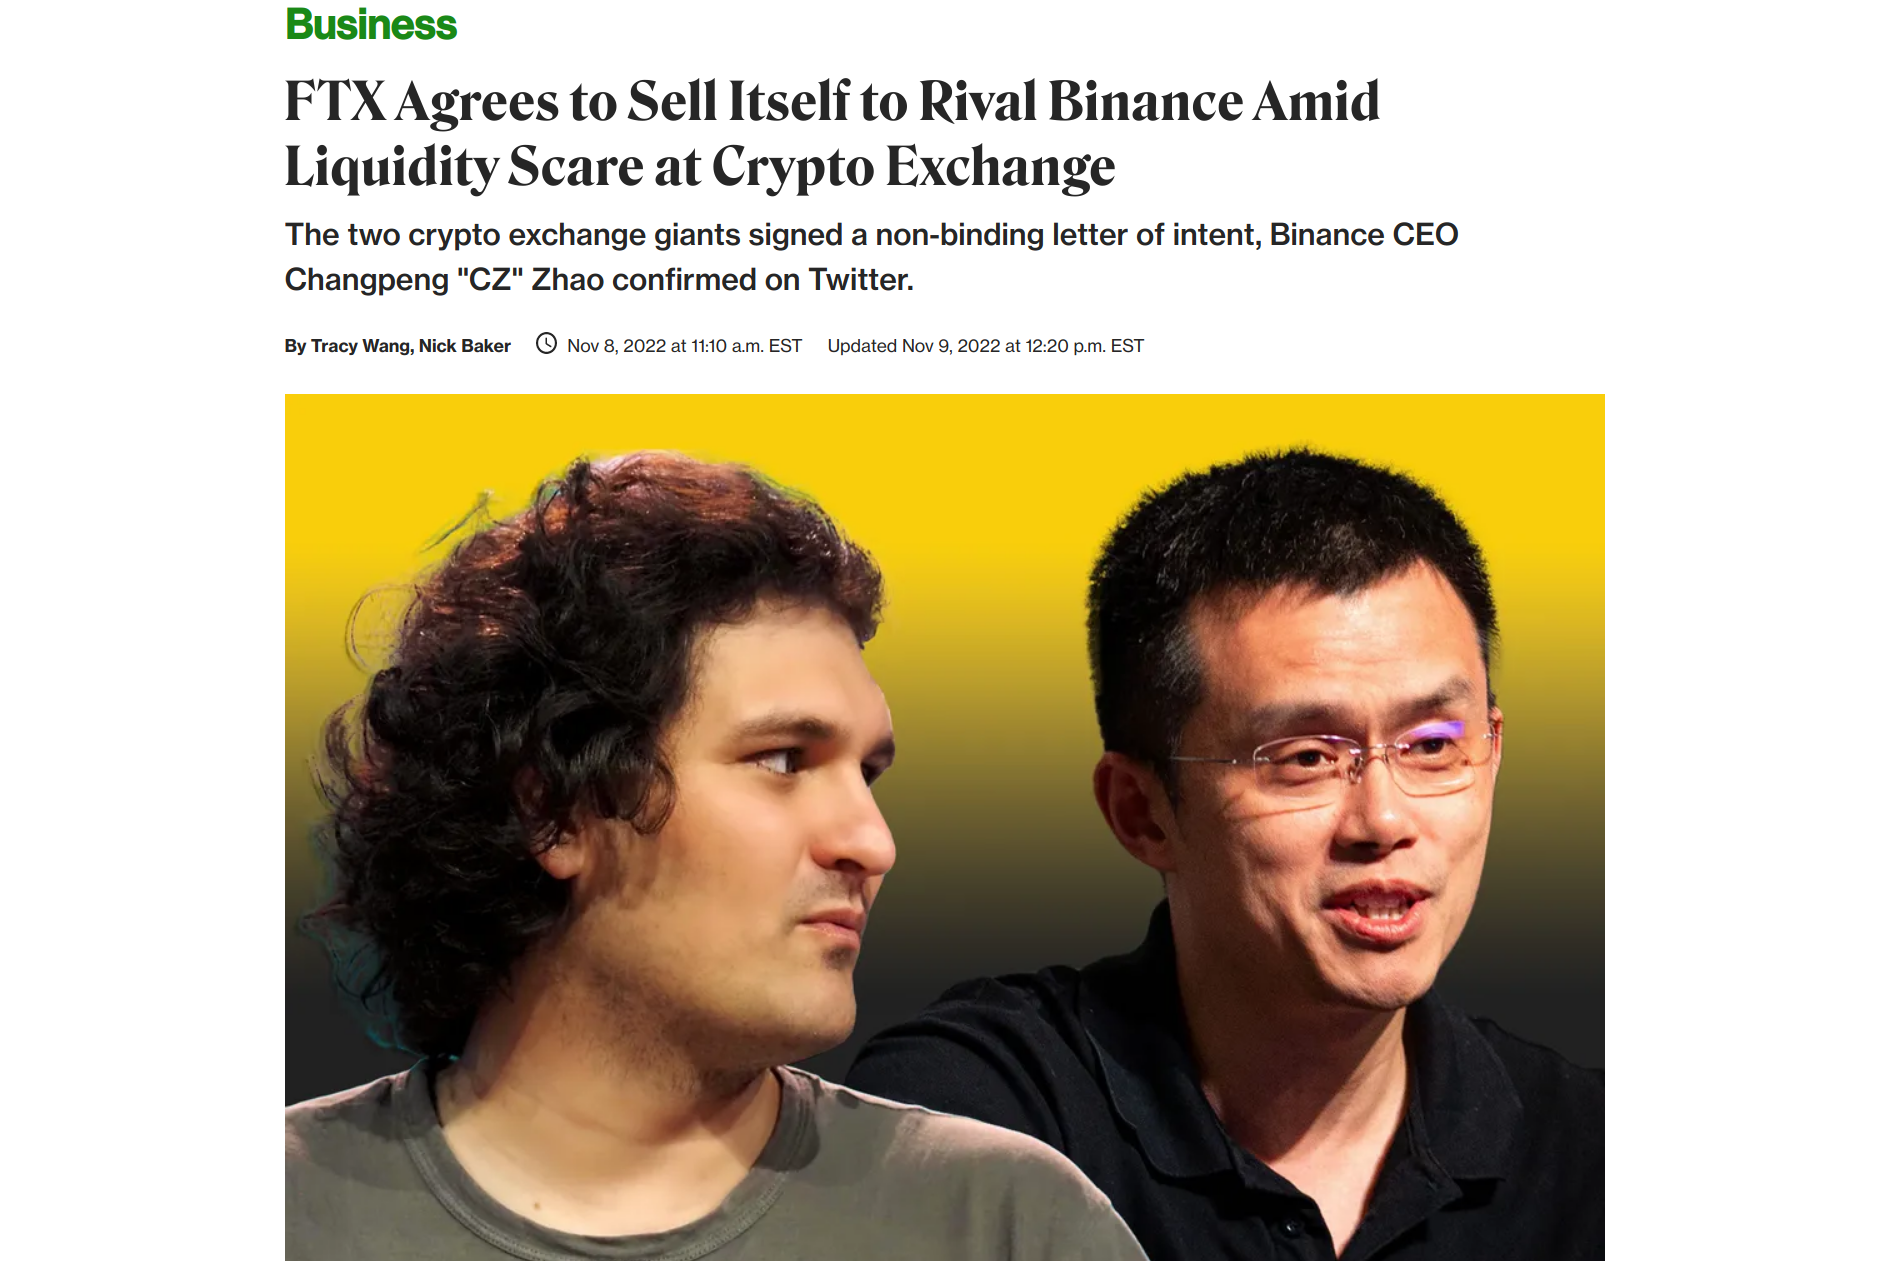 Business
FTX Agrees to Sell Itself to Rival Binance Amid
Liquidity Scare at Crypto Exchange
The two crypto exchange giants signed a non-binding letter of intent, Binance CEO
Changpeng "CZ" Zhao confirmed on Twitter.
By Tracy Wang, Nick Baker Nov 8, 2022 at 11:10 a.m. EST Updated Nov 9, 2022 at 12:20 p.m. EST